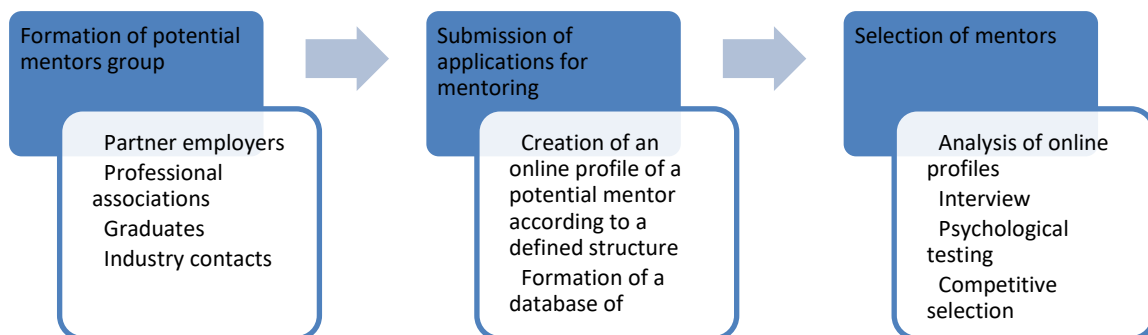 Formation of potential
mentors group
Partner employers
Professional
associations
Graduates
Industry contacts
Submission of
applications for
mentoring
Creation of an
online profile of a
potential mentor
according to a
defined structure
Formation of a
database of
Selection of mentors
Analysis of online
profiles
Interview
Psychological
testing
Competitive
selection